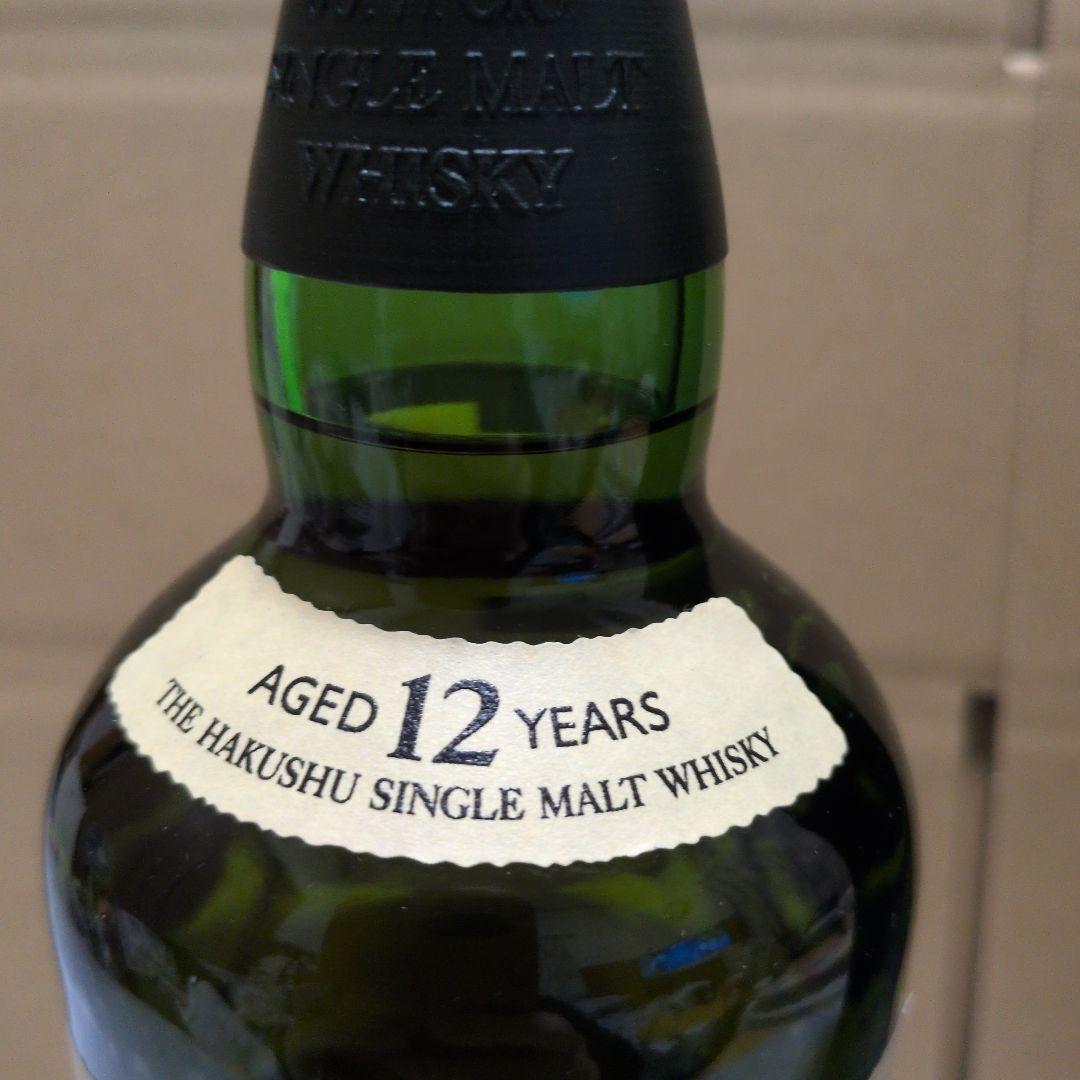 SINGLE MALT
WHISKY
AGED 12 YEARS
THE HAKUSHU SINGLE MALT WHISKY